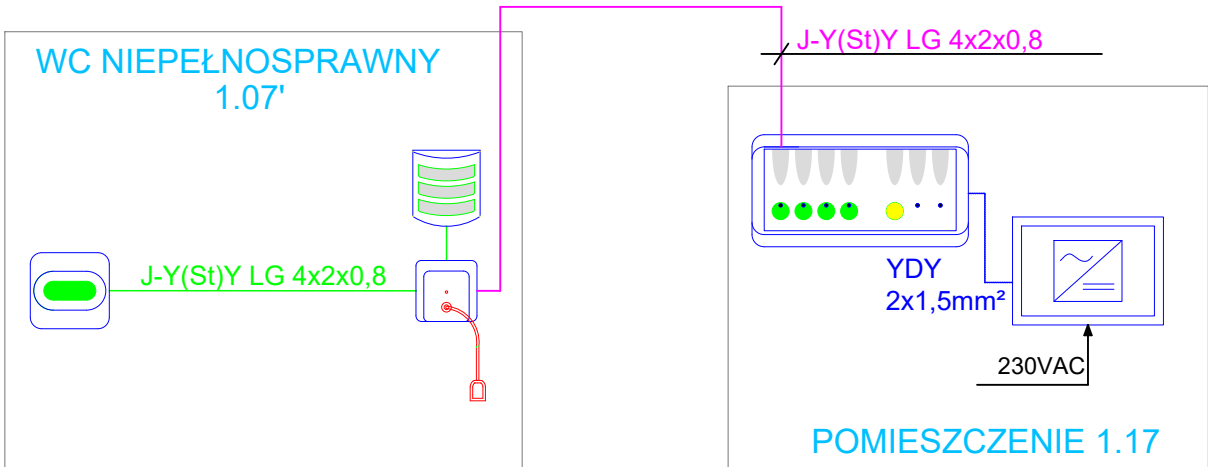 WC NIEPEŁNOSPRAWNY
1.07'
J-Y(St)Y LG 4x2x0,8
J-Y(St)Y LG 4x2x0,8
YDY
2x1,5mm²
230VAC
POMIESZCZENIE 1.17